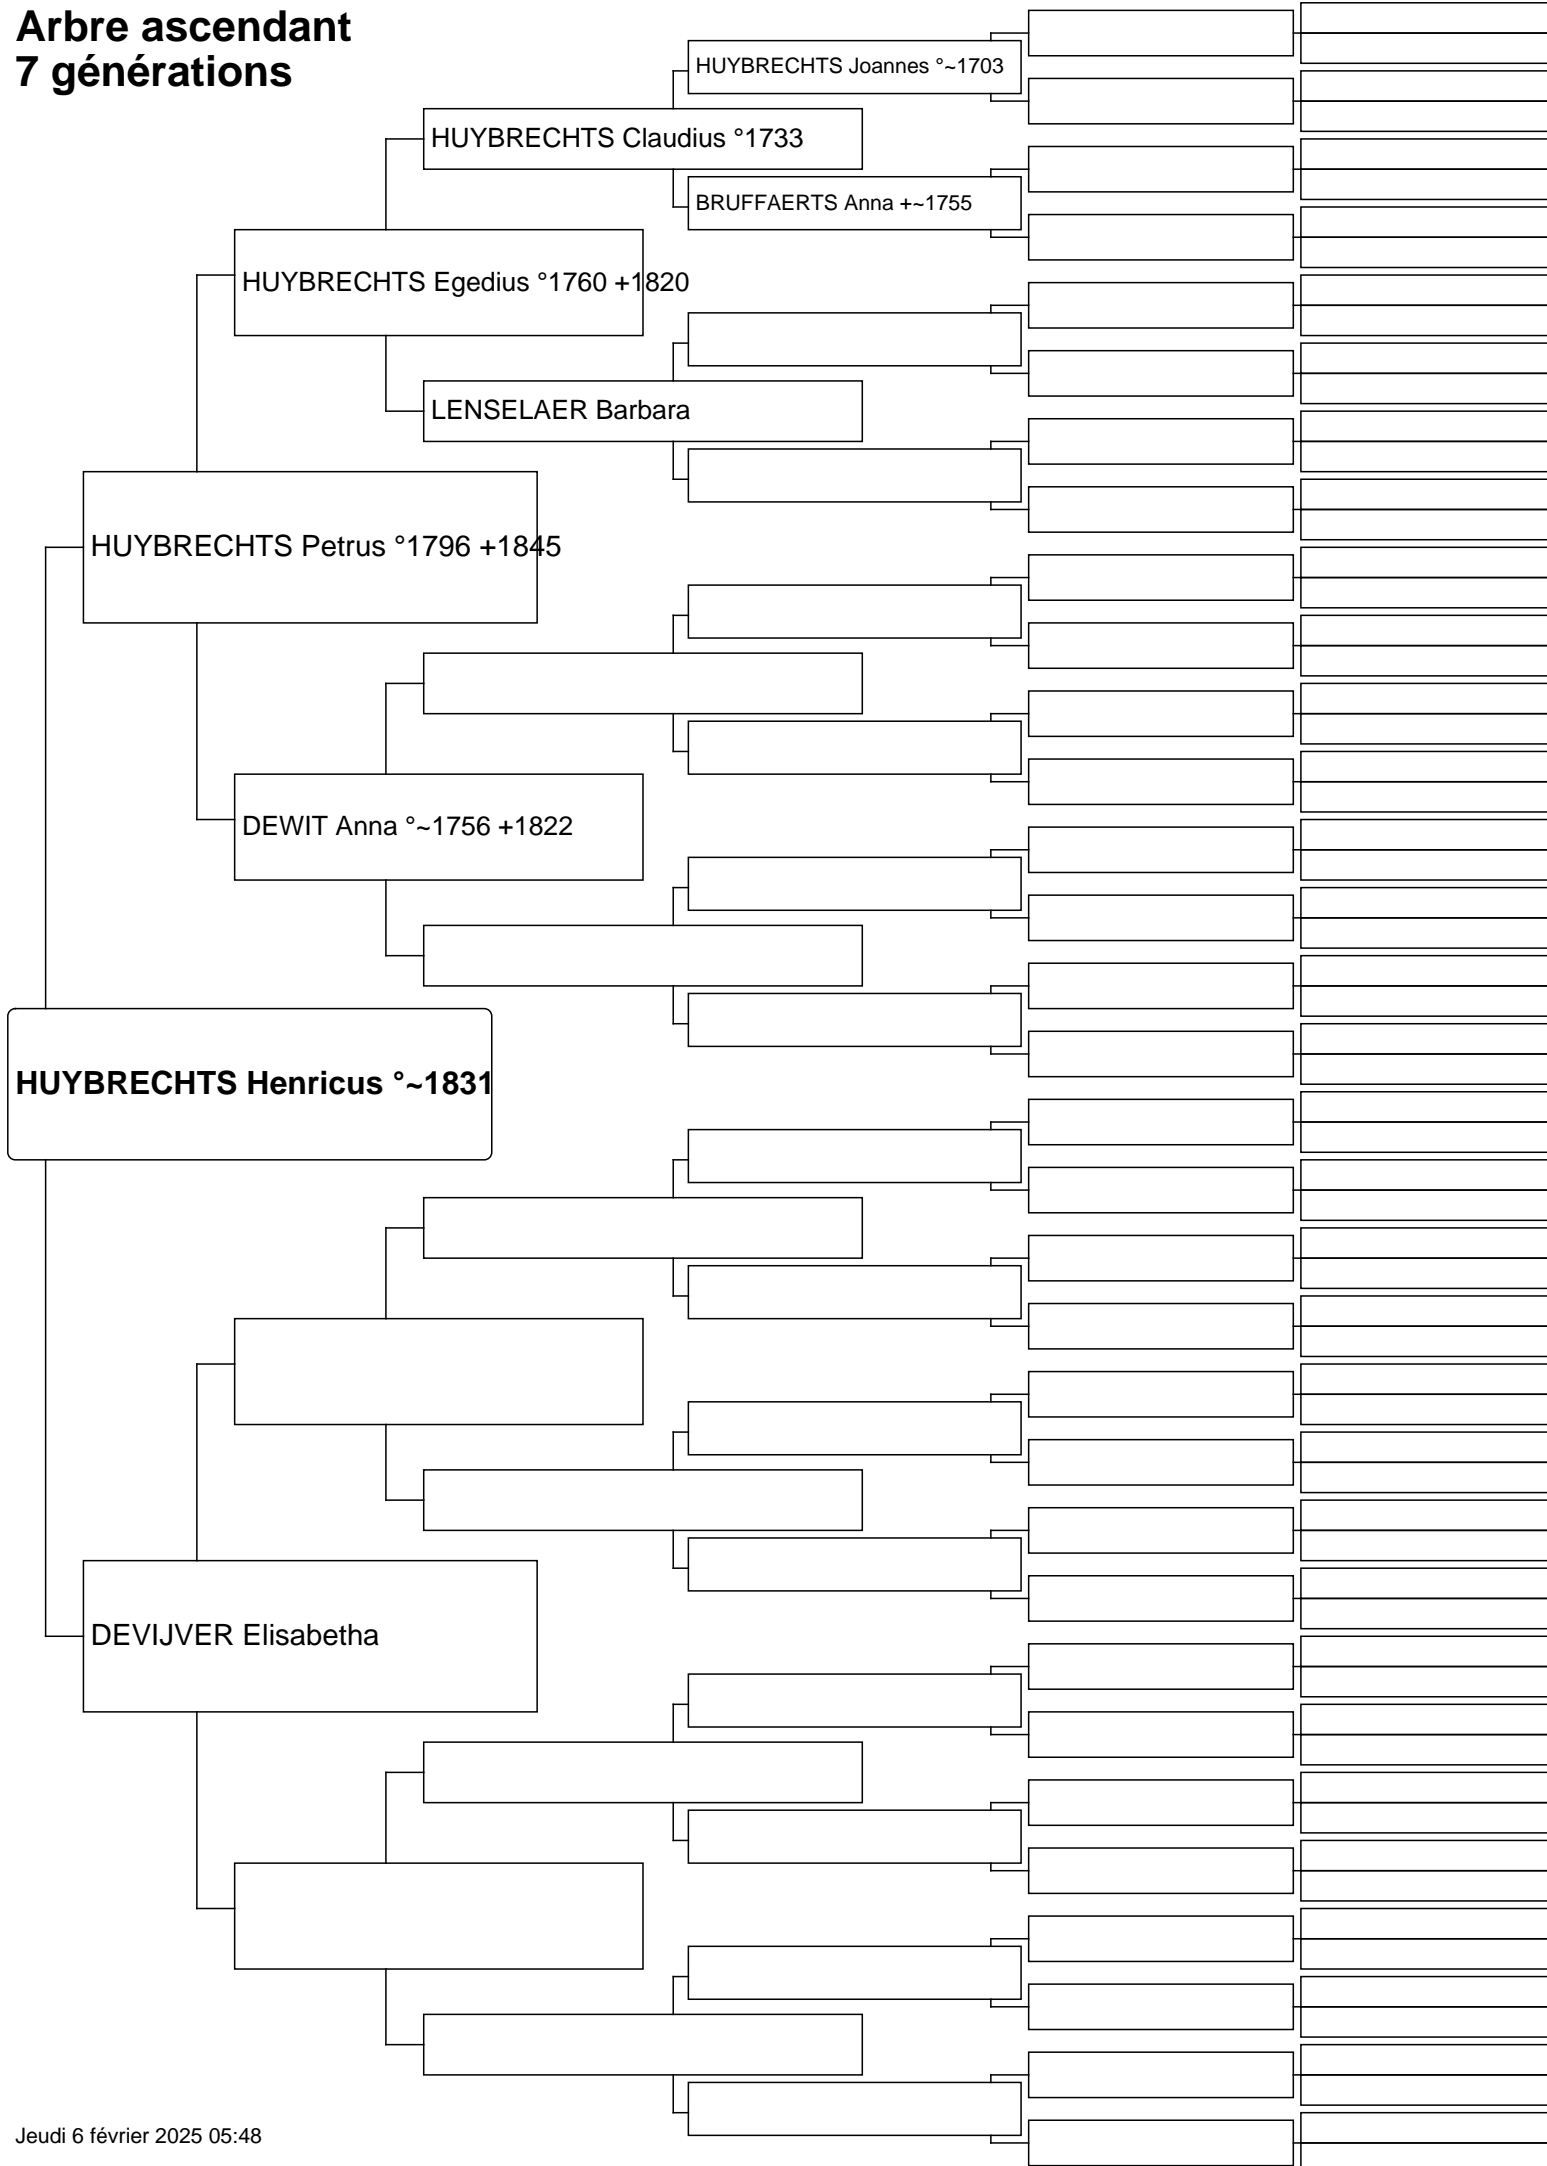 Arbre ascendant
7 générations
HUYBRECHTS Joannes °~1703
HUYBRECHTS Claudius °1733
BRUFFAERTS Anna +~1755
HUYBRECHTS Egedius °1760 +1820
LENSELAER Barbara
HUYBRECHTS Petrus °1796 +1845
DEWIT Anna °~1756 +1822
HUYBRECHTS Henricus °~1831
DEVIJVER Elisabetha
Jeudi 6 février 2025 05:48